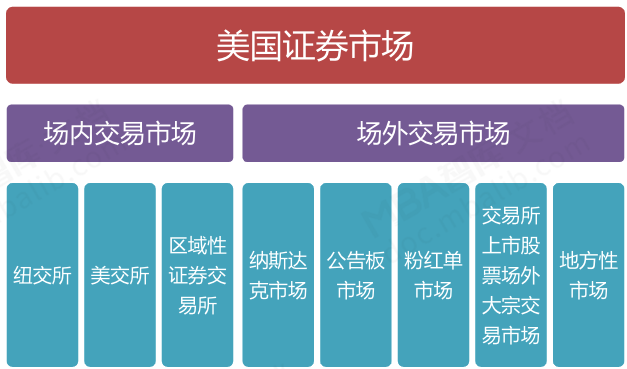 美国证券市场
场内交易市场
场外交易市场
纽交所
美交所
区域性
证券交
易所
纳斯达
克市场
公告板
市场
粉红单
市场
交易所
上市股
票场外
大宗交
易市场
地方性
市场